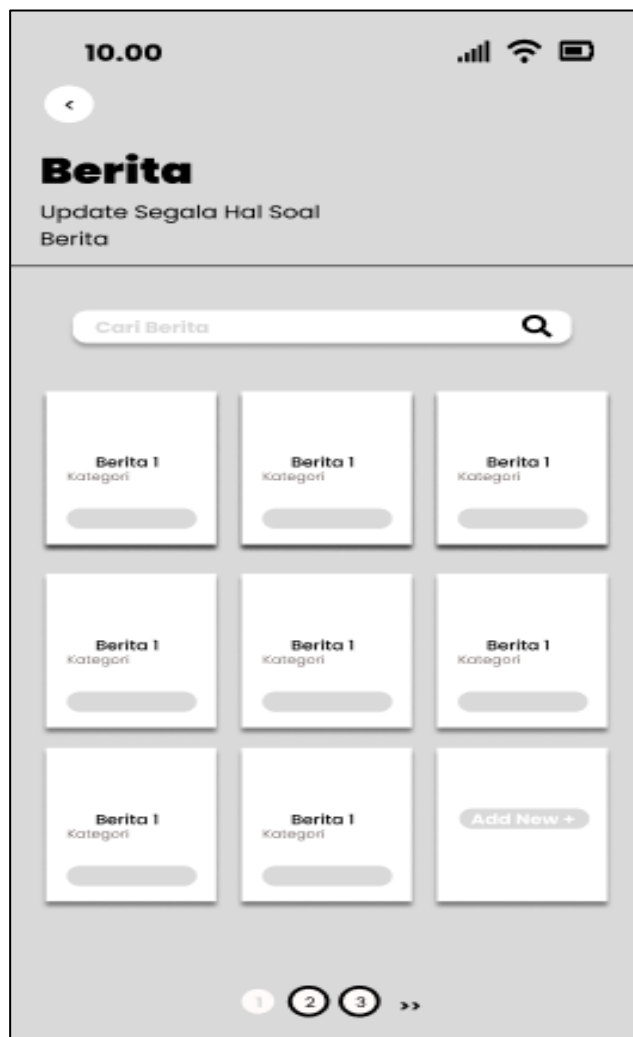 10.00
<
Berita
Update Segala Hal Soal
Berita
Cari Berita
Berita 1 Berita 1 Berita 1
Kategori Kategori Kategori
Berita 1 Berita 1 Berita 1
Kategori Kategori Kategori
Berita 1 Berita 1 Add New +
Kategori Kategori
1 2 3 >>